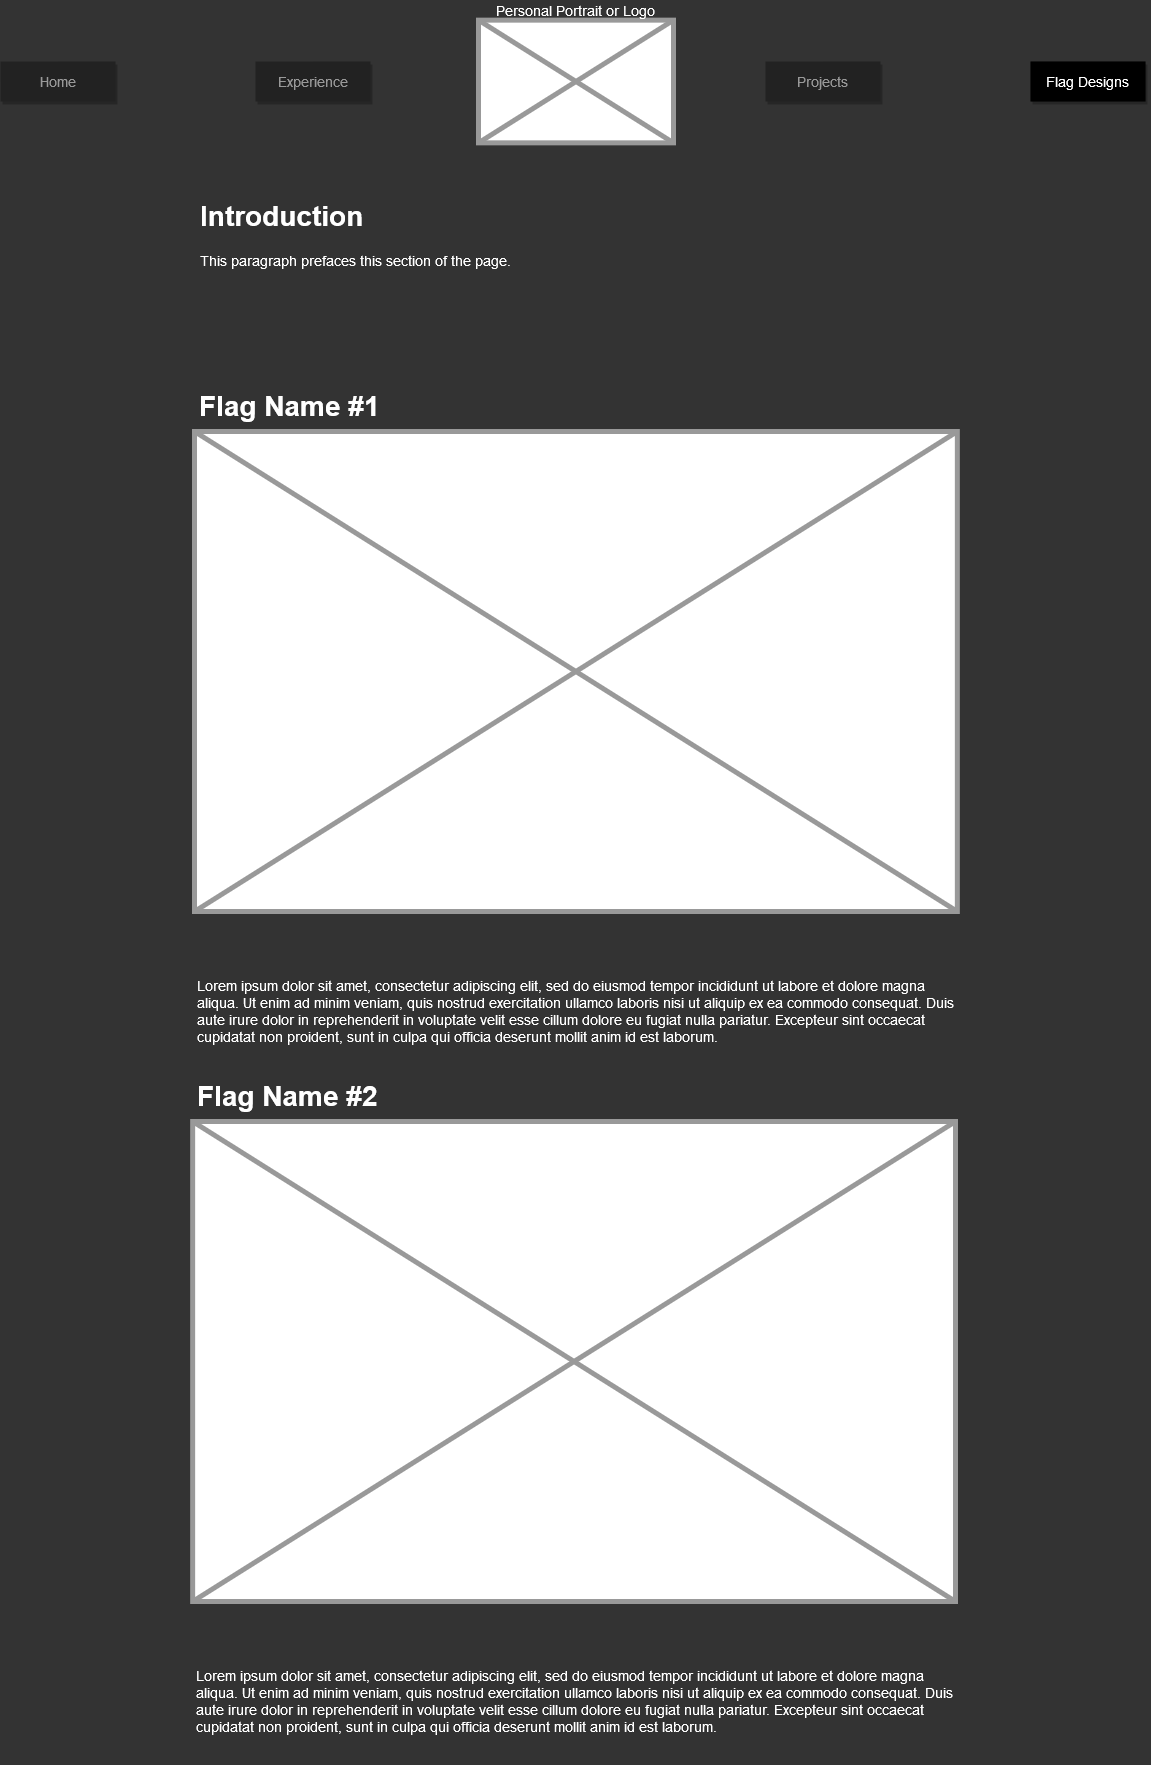 Personal Portrait or Logo
Home
Experience
Projects
Flag Designs
Introduction
This paragraph prefaces this section of the page.
Flag Name #1
Lorem ipsum dolor sit amet, consectetur adipiscing elit, sed do eiusmod tempor incididunt ut labore et dolore magna
aliqua. Ut enim ad minim veniam, quis nostrud exercitation ullamco laboris nisi ut aliquip ex ea commodo consequat. Duis
aute irure dolor in reprehenderit in voluptate velit esse cillum dolore eu fugiat nulla pariatur. Excepteur sint occaecat
cupidatat non proident, sunt in culpa qui officia deserunt mollit anim id est laborum.
Flag Name #2
Lorem ipsum dolor sit amet, consectetur adipiscing elit, sed do eiusmod tempor incididunt ut labore et dolore magna
aliqua. Ut enim ad minim veniam, quis nostrud exercitation ullamco laboris nisi ut aliquip ex ea commodo consequat. Duis
aute irure dolor in reprehenderit in voluptate velit esse cillum dolore eu fugiat nulla pariatur. Excepteur sint occaecat
cupidatat non proident, sunt in culpa qui officia deserunt mollit anim id est laborum.